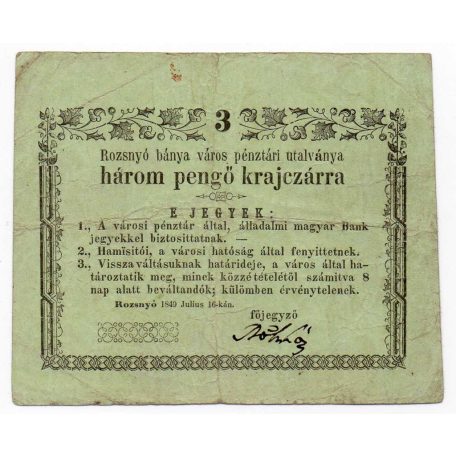 3
Rozsnyó bánya város pénztári utalványa
három pengő krajczárra
E JEGYEK:
1., A városi pénztár által, álladalmi magyar Bank
jegyekkel biztosittatnak. —
2., Hamisitói, a városi hatóság által fenyittetnek.
3., Visszaváltásuknak határideje, a város által ha-
tároztatik meg, minek közzétételétől számitva 8
nap alatt beváltandók; külömben érvénytelenek.
Rozsnyó 1849 Julius 16-kán.
főjegyző